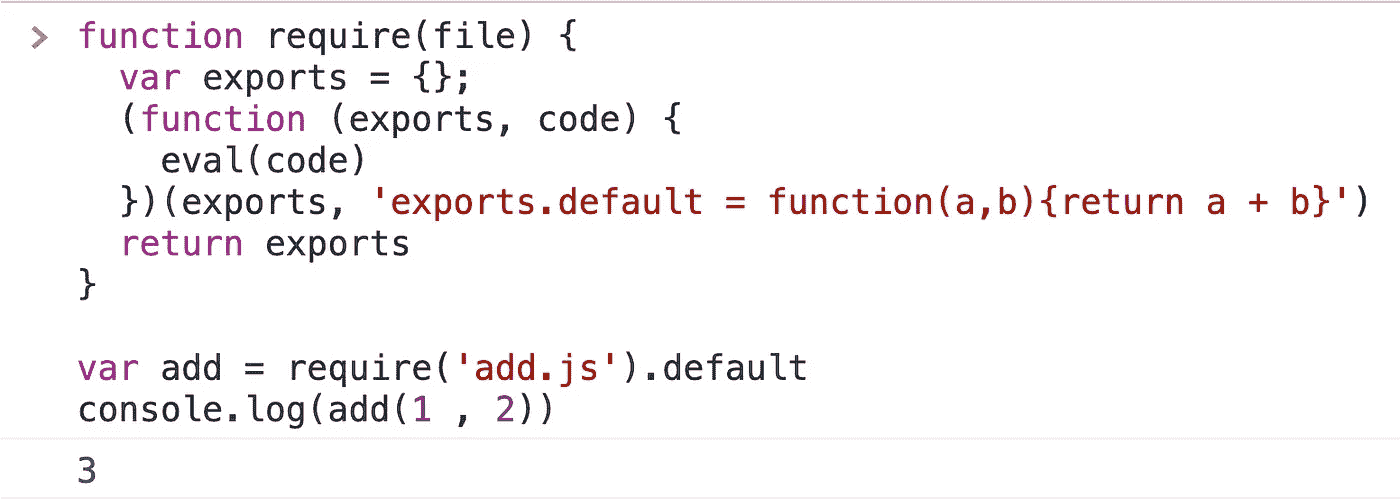 > function require(file) {
var exports = {};
(function (exports, code) {
eval(code)
})(exports, 'exports.default = function(a,b){return a + b}')
return exports
}
var add = require('add.js').default
console.log(add(1 , 2))
3